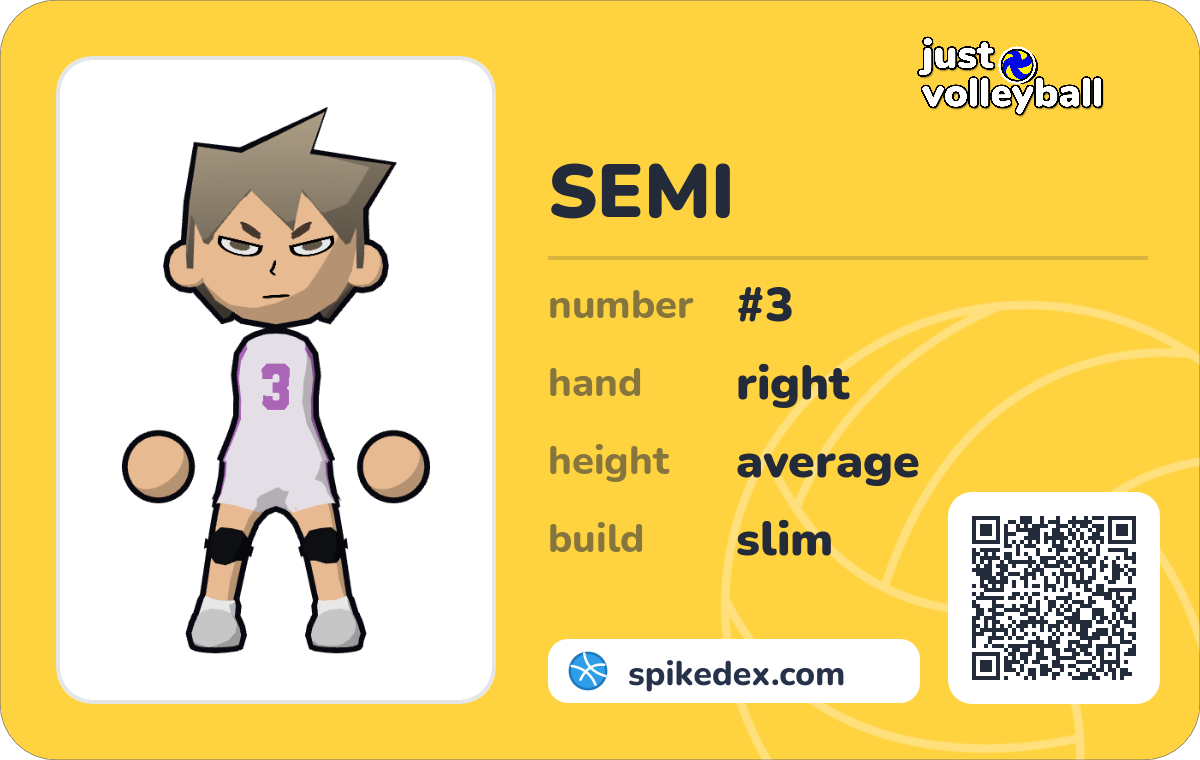 just
volleyball
SEMI
number #3
hand right
height average
build slim
3
spikedex.com